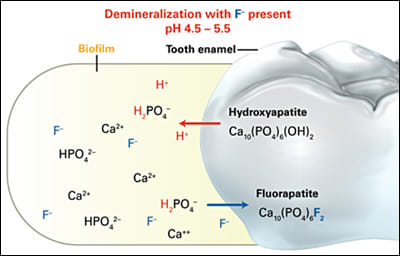 Demineralization with F⁻ present
pH 4.5 – 5.5
Biofilm
Tooth enamel
H⁺
H₂PO₄⁻
Hydroxyapatite
F⁻
Ca²⁺
H⁺
Ca₁₀(PO₄)₆(OH)₂
F⁻
HPO₄²⁻
Ca²⁺
Ca²⁺
Fluorapatite
H₂PO₄⁻
F⁻
HPO₄²⁻
F⁻
Ca₁₀(PO₄)₆F₂
Ca⁺⁺